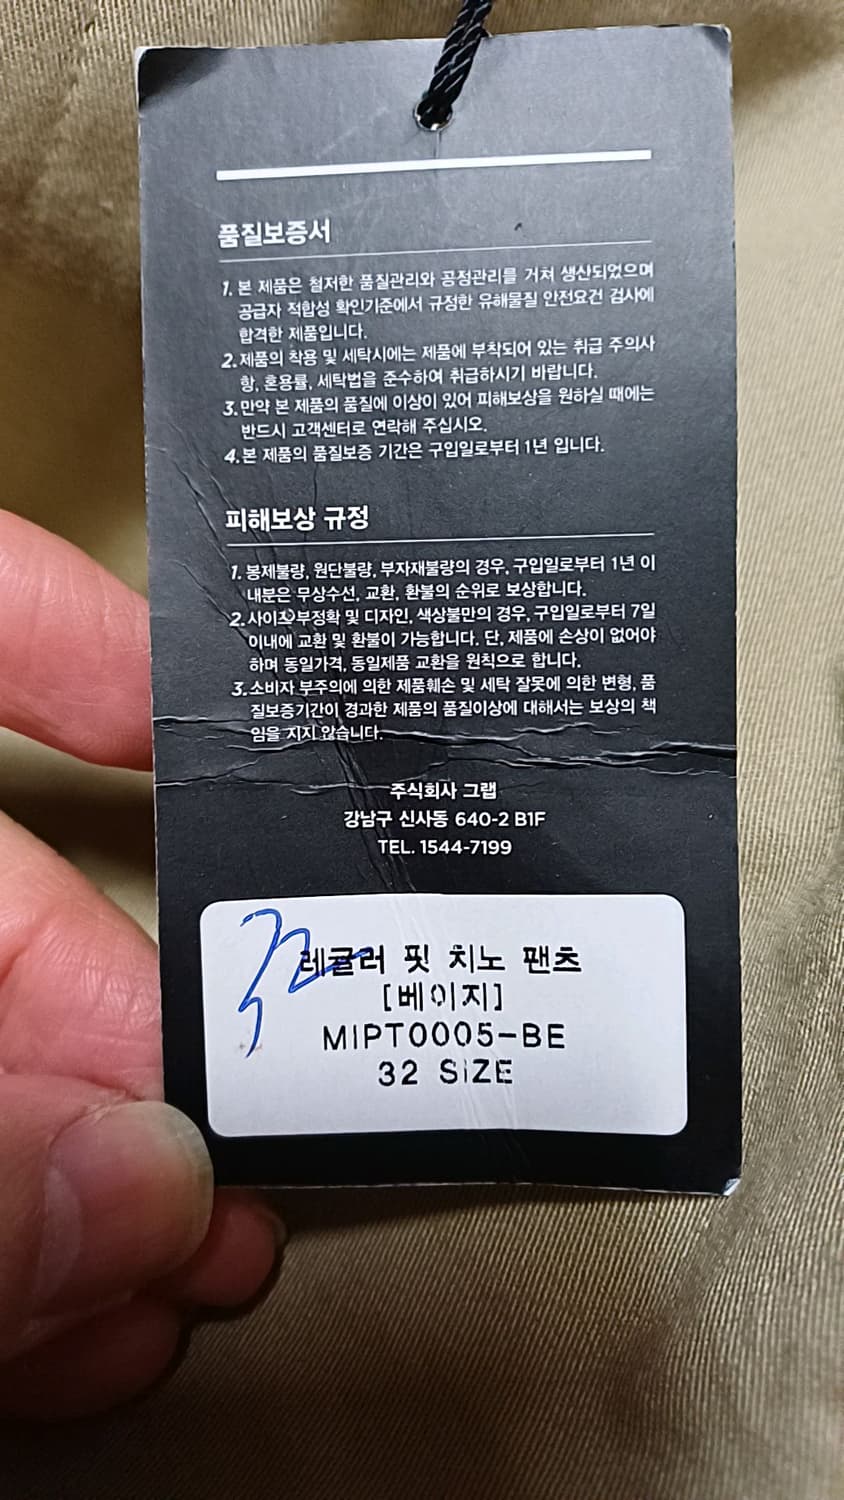 품질보증서
1. 본 제품은 철저한 품질관리와 공정관리를 거쳐 생산되었으며
공급자 적합성 확인기준에서 규정한 유해물질 안전요건 검사에
합격한 제품입니다.
2. 제품의 착용 및 세탁시에는 제품에 부착되어 있는 취급 주의사
항, 혼용률, 세탁법을 준수하여 취급하시기 바랍니다.
3. 만약 본 제품의 품질에 이상이 있어 피해보상을 원하실 때에는
반드시 고객센터로 연락해 주십시오.
4. 본 제품의 품질보증 기간은 구입일로부터 1년 입니다.
피해보상 규정
1. 봉제불량, 원단불량, 부자재불량의 경우, 구입일로부터 1년 이
내분은 무상수선, 교환, 환불의 순위로 보상합니다.
2. 사이즈 부정확 및 디자인, 색상불만의 경우, 구입일로부터 7일
이내에 교환 및 환불이 가능합니다. 단, 제품에 손상이 없어야
하며 동일가격, 동일제품 교환을 원칙으로 합니다.
3. 소비자 부주의에 의한 제품훼손 및 세탁 잘못에 의한 변형, 품
질보증기간이 경과한 제품의 품질이상에 대해서는 보상의 책
임을 지지 않습니다.
주식회사 그랩
강남구 신사동 640-2 B1F
TEL. 1544-7199
레귤러 핏 치노 팬츠
[베이지]
MIPT0005-BE
32 SIZE